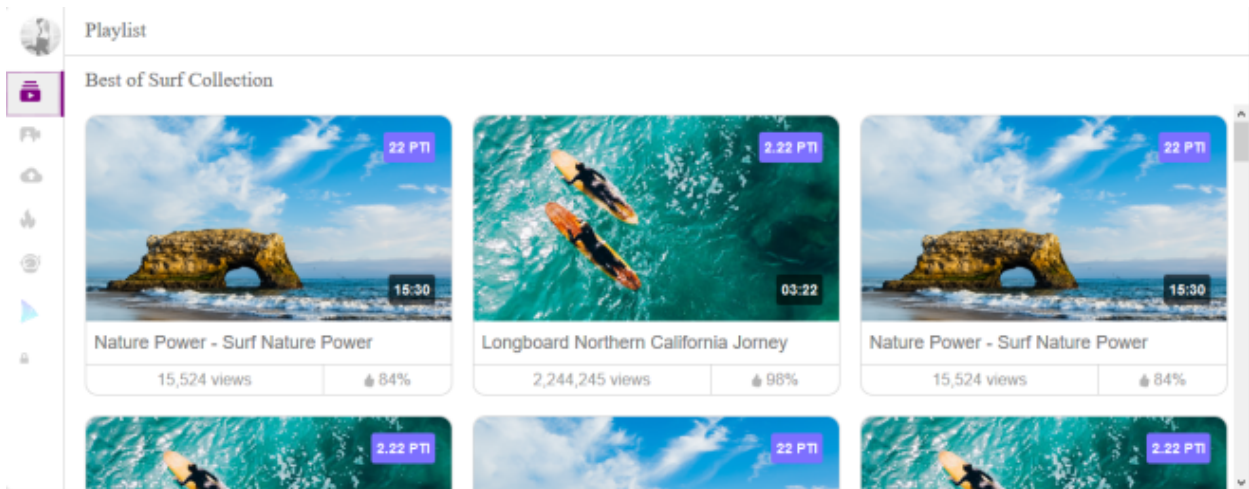 Playlist
Best of Surf Collection
22 PTI
2.22 PTI
22 PTI
15:30
03:22
15:30
Nature Power - Surf Nature Power
Longboard Northern California Jorney
Nature Power - Surf Nature Power
15,524 views
84%
2,244,245 views
98%
15,524 views
84%
2.22 PTI
22 PTI
2.22 PTI